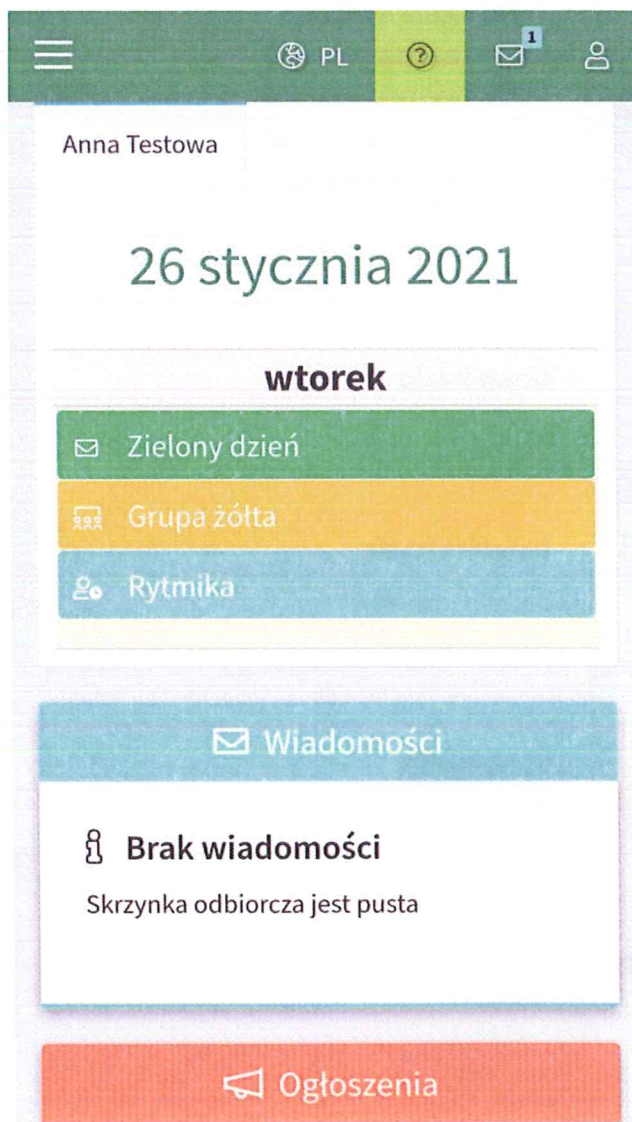 PL
1
Anna Testowa
26 stycznia 2021
wtorek
Zielony dzień
Grupa żółta
Rytmika
Wiadomości
Brak wiadomości
Skrzynka odbiorcza jest pusta
Ogłoszenia